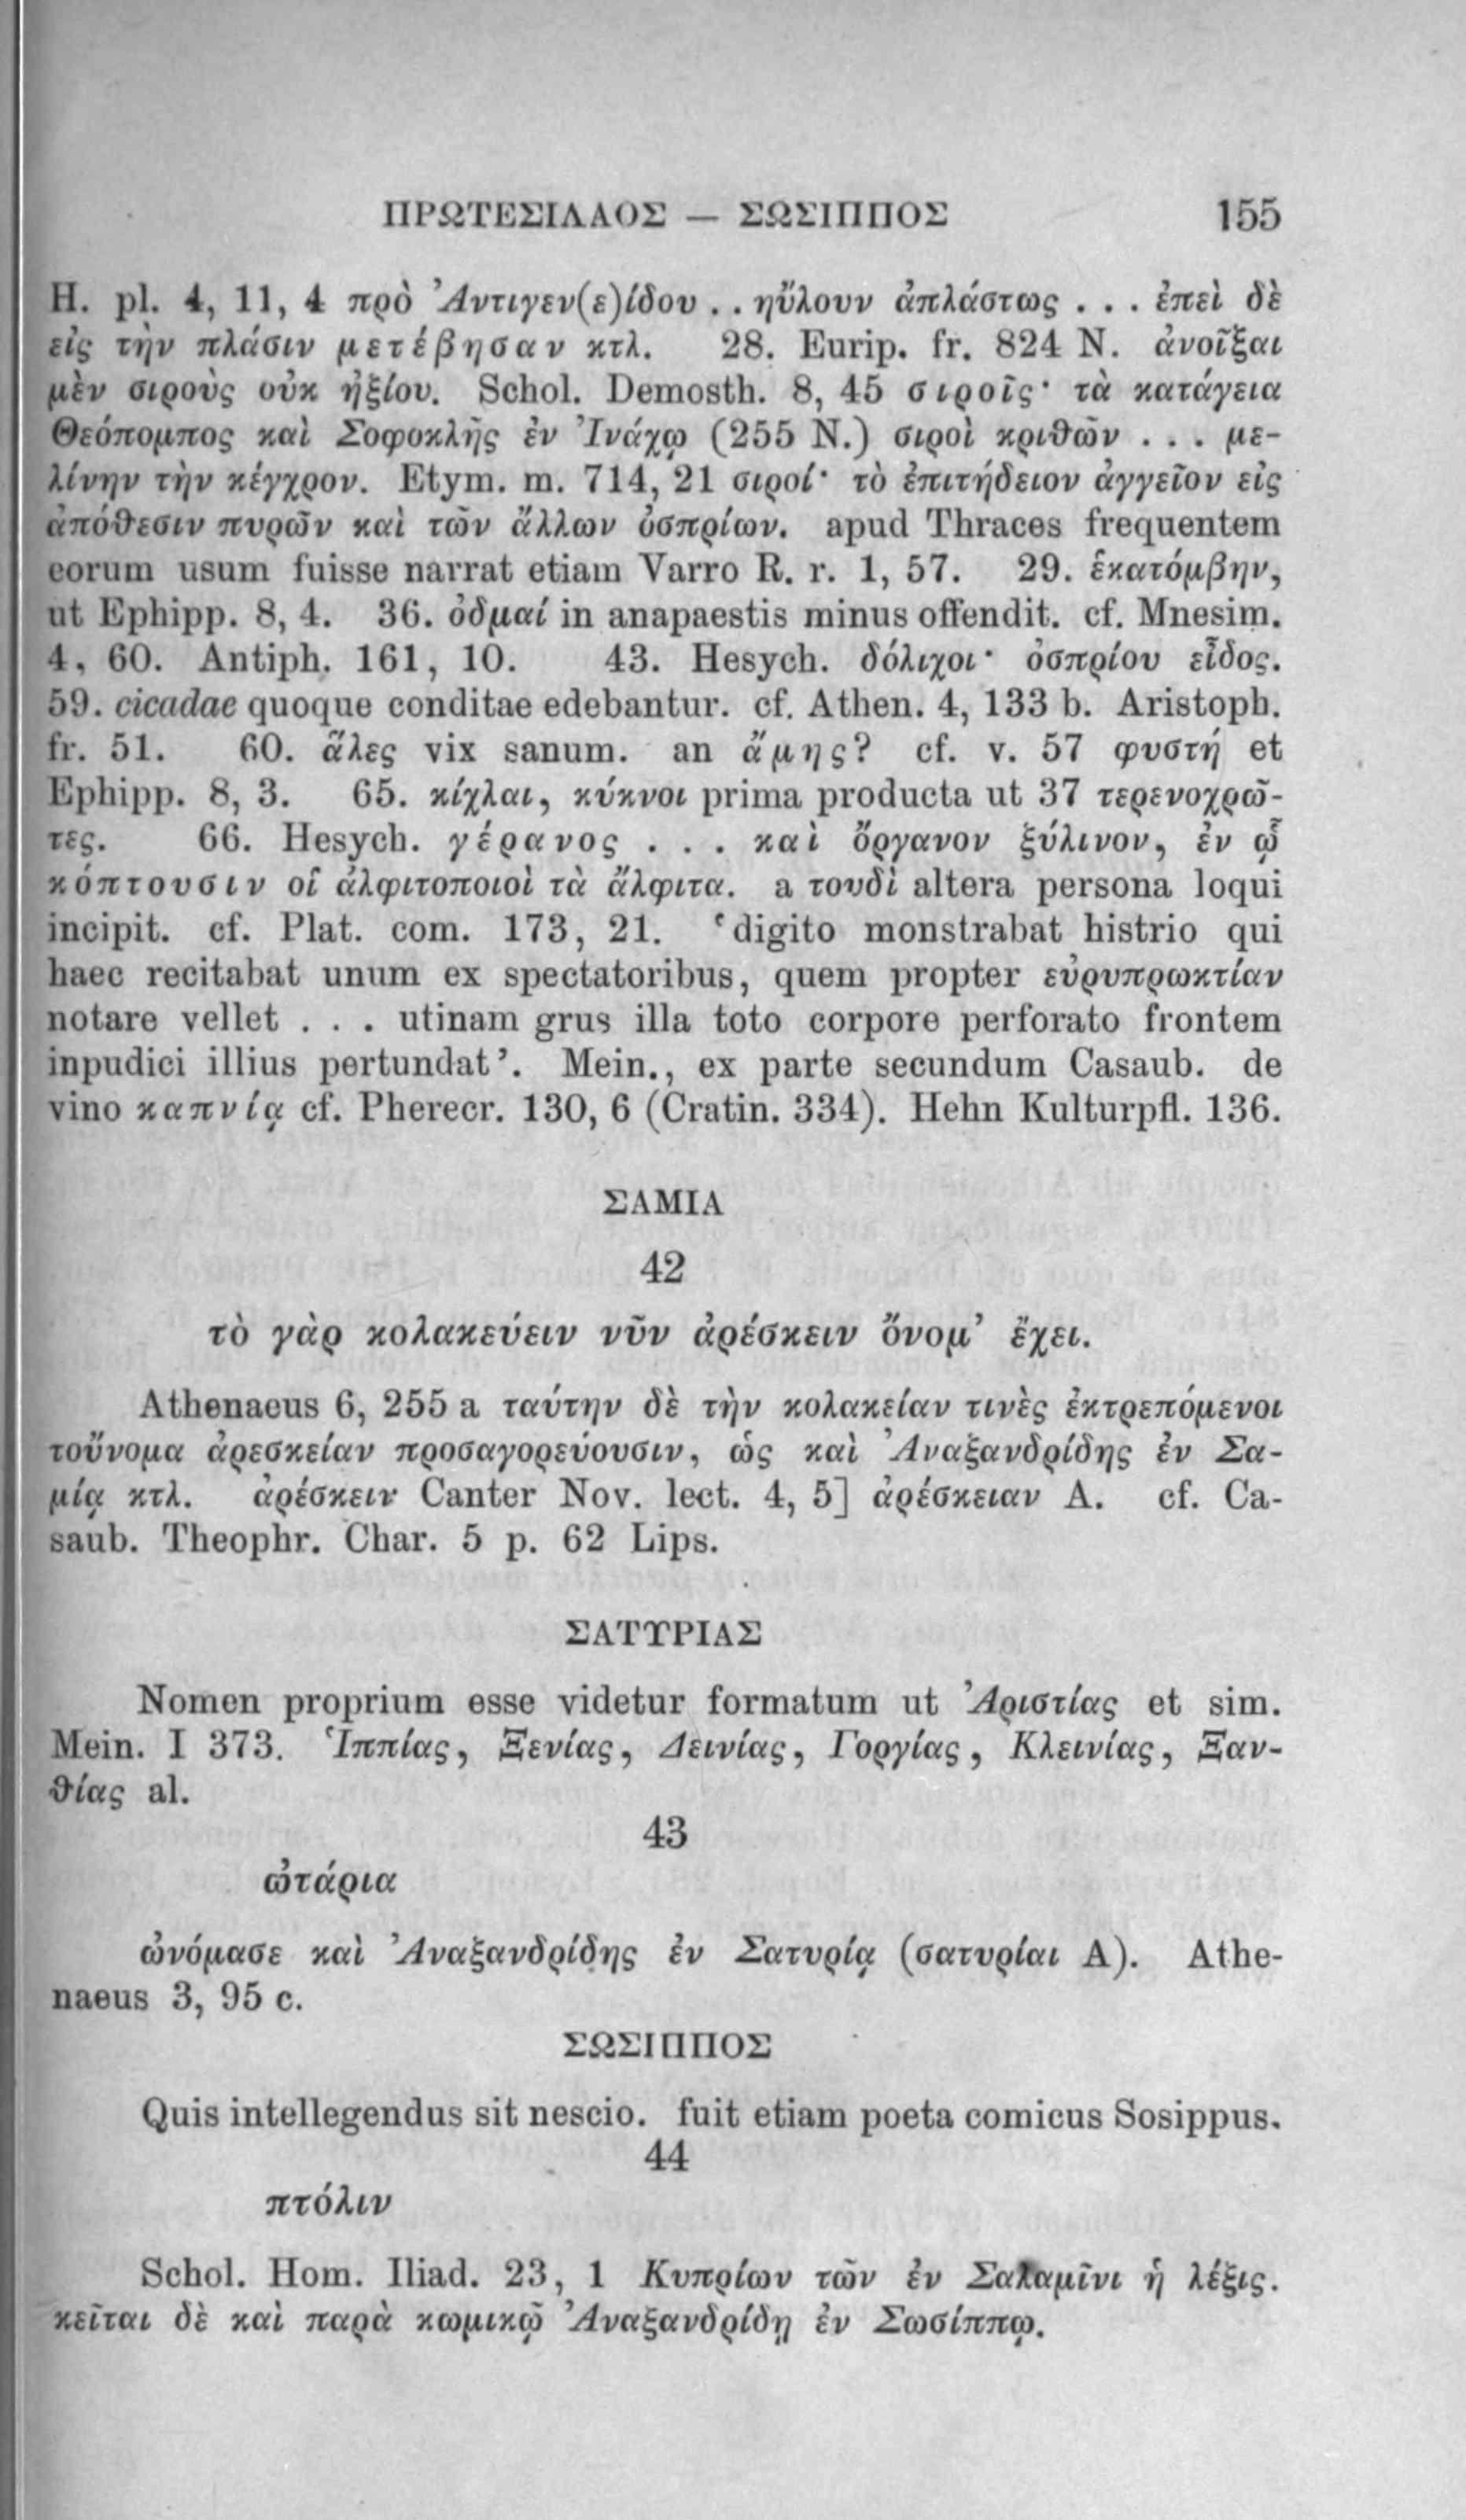 ΠΡΩΤΕΣΙΛΑΟΣ — ΣΩΣΙΠΠΟΣ 155
H. pl. 4, 11, 4 πρὸ Ἀντιγεν(ε)ίδου . . ηὔλουν ἀπλάστως . . . ἐπεὶ δὲ
εἰς τὴν πλάσιν μετέβησαν κτλ. 28. Eurip. fr. 824 N. ἀνοῖξαι
μὲν σιροὺς οὐκ ἠξίου. Schol. Demosth. 8, 45 σιροῖς· τὰ κατάγεια
Θεόπομπος καὶ Σοφοκλῆς ἐν Ἰνάχῳ (255 N.) σιροὶ κριθῶν . . . με-
λίνην τὴν κέγχρον. Etym. m. 714, 21 σιροί· τὸ ἐπιτήδειον ἀγγεῖον εἰς
ἀπόθεσιν πυρῶν καὶ τῶν ἄλλων ὀσπρίων. apud Thraces frequentem
eorum usum fuisse narrat etiam Varro R. r. 1, 57. 29. ἑκατόμβην,
ut Ephipp. 8, 4. 36. ὀδμαί in anapaestis minus offendit. cf. Mnesim.
4, 60. Antiph. 161, 10. 43. Hesych. δόλιχοι· ὀσπρίου εἶδος.
59. cicadae quoque conditae edebantur. cf. Athen. 4, 133 b. Aristoph.
fr. 51. 60. ἅλες vix sanum. an ἄμης? cf. v. 57 φυστή et
Ephipp. 8, 3. 65. κίχλαι, κύκνοι prima producta ut 37 τερενοχρῶ-
τες. 66. Hesych. γέρανος . . . καὶ ὄργανον ξύλινον, ἐν ᾧ
κόπτουσιν οἱ ἀλφιτοποιοὶ τὰ ἄλφιτα. a τουδὶ altera persona loqui
incipit. cf. Plat. com. 173, 21. ‘digito monstrabat histrio qui
haec recitabat unum ex spectatoribus, quem propter εὐρυπρωκτίαν
notare vellet . . . utinam grus illa toto corpore perforato frontem
inpudici illius pertundat’. Mein., ex parte secundum Casaub. de
vino καπνίᾳ cf. Pherecr. 130, 6 (Cratin. 334). Hehn Kulturpfl. 136.
ΣΑΜΙΑ
42
τὸ γὰρ κολακεύειν νῦν ἀρέσκειν ὄνομ’ ἔχει.
Athenaeus 6, 255 a ταύτην δὲ τὴν κολακείαν τινὲς ἐκτρεπόμενοι
τοὔνομα ἀρεσκείαν προσαγορεύουσιν, ὡς καὶ Ἀναξανδρίδης ἐν Σα-
μίᾳ κτλ. ἀρέσκειν Canter Nov. lect. 4, 5] ἀρέσκειαν A. cf. Ca-
saub. Theophr. Char. 5 p. 62 Lips.
ΣΑΤΥΡΙΑΣ
Nomen proprium esse videtur formatum ut Ἀριστίας et sim.
Mein. I 373. Ἱππίας, Ξενίας, Δεινίας, Γοργίας, Κλεινίας, Ξαν-
θίας al.
43
ὠτάρια
ὠνόμασε καὶ Ἀναξανδρίδης ἐν Σατυρίᾳ (σατυρίαι A). Athe-
naeus 3, 95 c.
ΣΩΣΙΠΠΟΣ
Quis intellegendus sit nescio. fuit etiam poeta comicus Sosippus.
44
πτόλιν
Schol. Hom. Iliad. 23, 1 Κυπρίων τῶν ἐν Σαλαμῖνι ἡ λέξις.
κεῖται δὲ καὶ παρὰ κωμικῷ Ἀναξανδρίδῃ ἐν Σωσίππῳ.